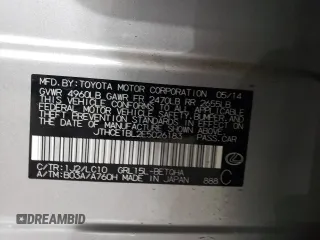 MFD. BY: TOYOTA MOTOR CORPORATION 05/14
GVWR 4960LB GAWR FR 2470LB RR 2655LB
THIS VEHICLE CONFORMS TO ALL APPLICABLE
FEDERAL MOTOR VEHICLE SAFETY, BUMPER, AND
THEFT PREVENTION STANDARDS IN EFFECT ON
THE DATE OF MANUFACTURE SHOWN ABOVE.
JTHCE1BLXE5026183 PASS.CAR
C/TR:1J2/LC10 GRL15L-BETQHA
A/TM:B03A/A760H MADE IN JAPAN 888
C
DREAMBID